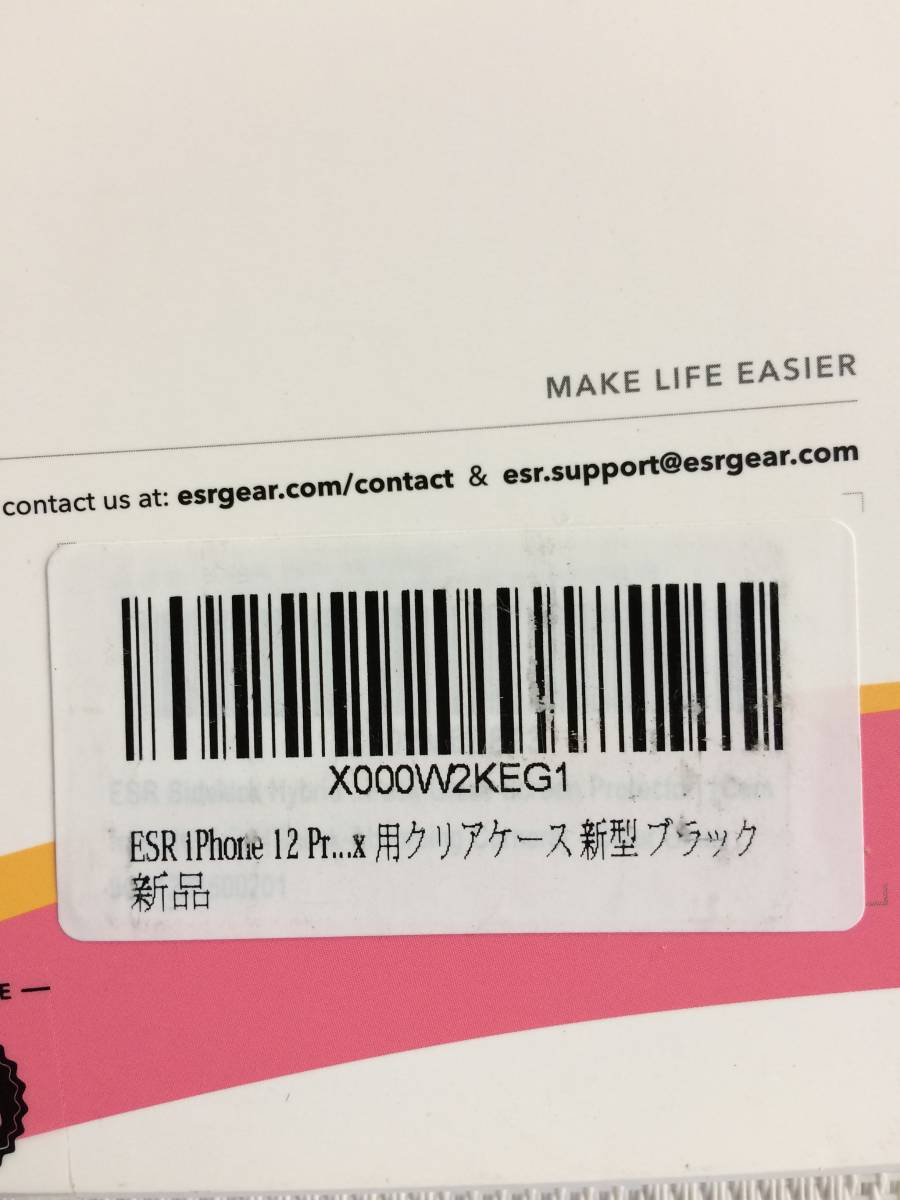 MAKE LIFE EASIER
contact us at: esrgear.com/contact & esr.support@esrgear.com
X000W2KEG1
ESR iPhone 12 Pr...x 用クリアケース 新型 ブラック
新品
E —